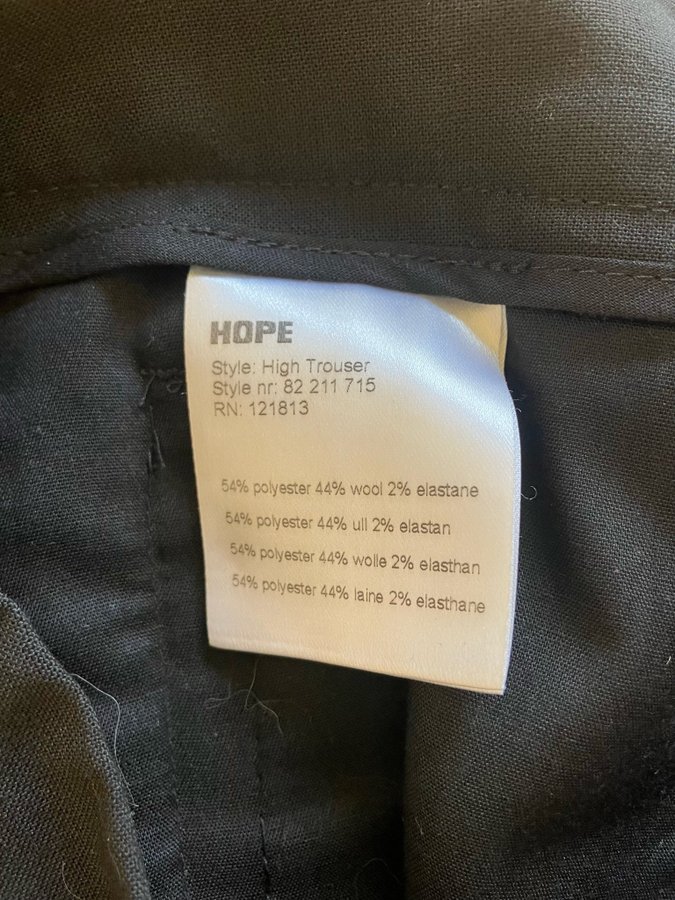 HOPE
Style: High Trouser
Style nr: 82 211 715
RN: 121813
54% polyester 44% wool 2% elastane
54% polyester 44% ull 2% elastan
54% polyester 44% wolle 2% elasthan
54% polyester 44% laine 2% elasthane